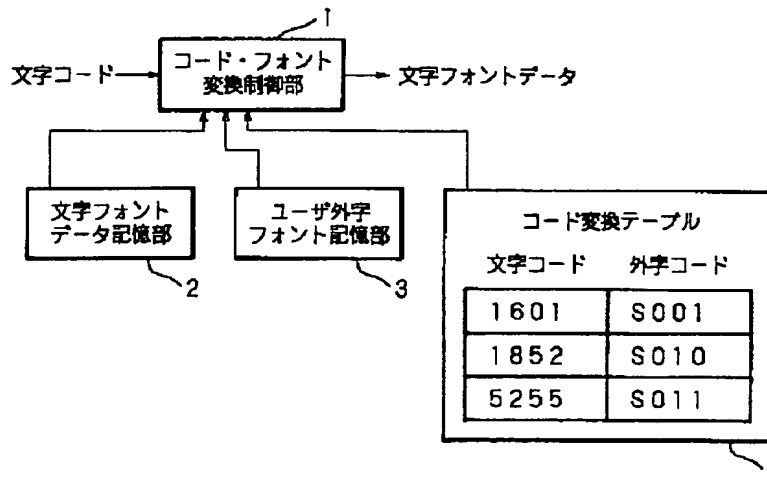 1
文字コード
コード・フォント
変換制御部
文字フォントデータ
文字フォント
データ記憶部
2
ユーザ外字
フォント記憶部
3
コード変換テーブル
文字コード 外字コード
1601 S001
1852 S010
5255 S011